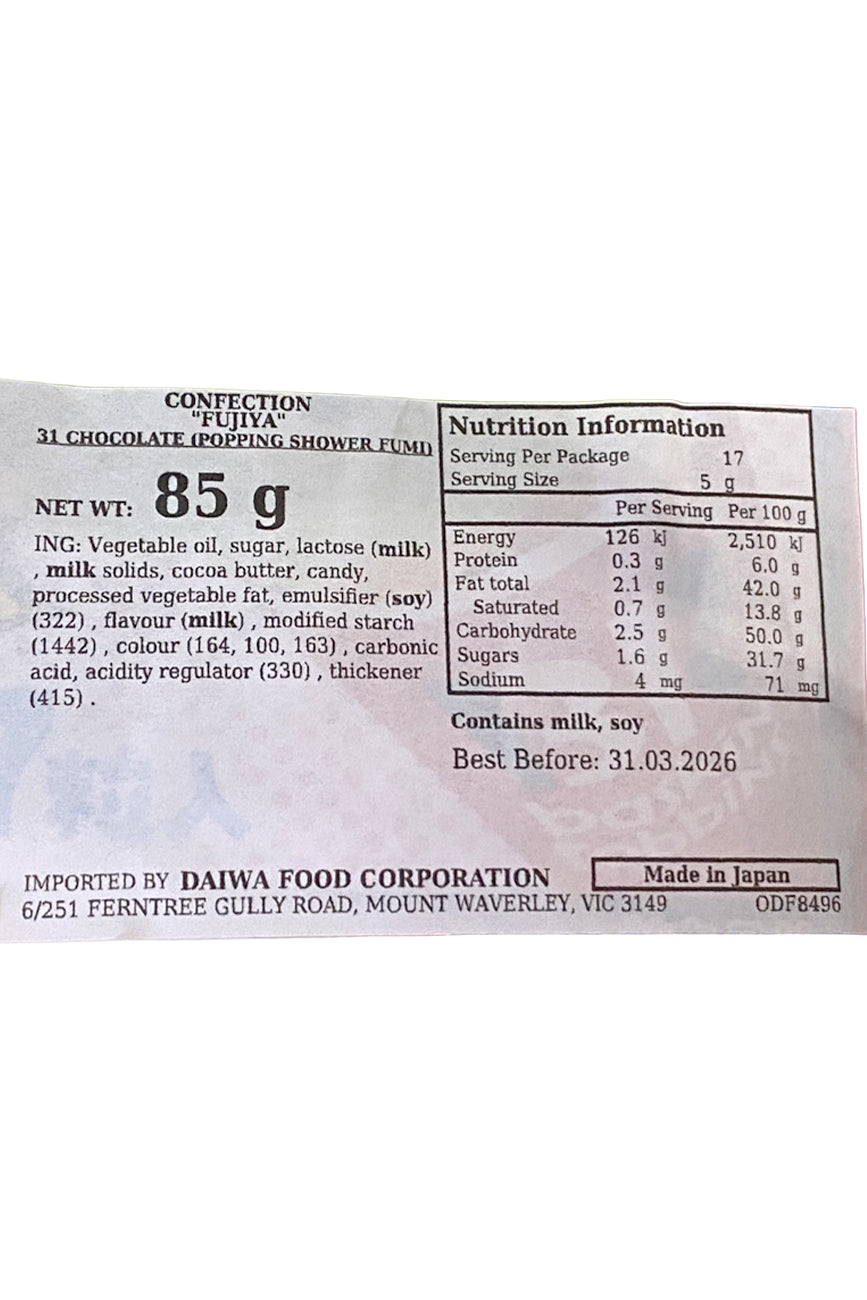 CONFECTION
"FUJIYA"
31 CHOCOLATE (POPPING SHOWER FUMI)
NET WT: 85 g
ING: Vegetable oil, sugar, lactose (milk)
, milk solids, cocoa butter, candy,
processed vegetable fat, emulsifier (soy)
(322) , flavour (milk) , modified starch
(1442) , colour (164, 100, 163) , carbonic
acid, acidity regulator (330) , thickener
(415) .
Nutrition Information
Serving Per Package 17
Serving Size 5 g
Per Serving Per 100 g
Energy 126 kj 2,510 kj
Protein 0.3 g 6.0 g
Fat total 2.1 g 42.0 g
Saturated 0.7 g 13.8 g
Carbohydrate 2.5 g 50.0 g
Sugars 1.6 g 31.7 g
Sodium 4 mg 71 mg
Contains milk, soy
Best Before: 31.03.2026
IMPORTED BY DAIWA FOOD CORPORATION
6/251 FERNTREE GULLY ROAD, MOUNT WAVERLEY, VIC 3149
Made in Japan
ODF8496